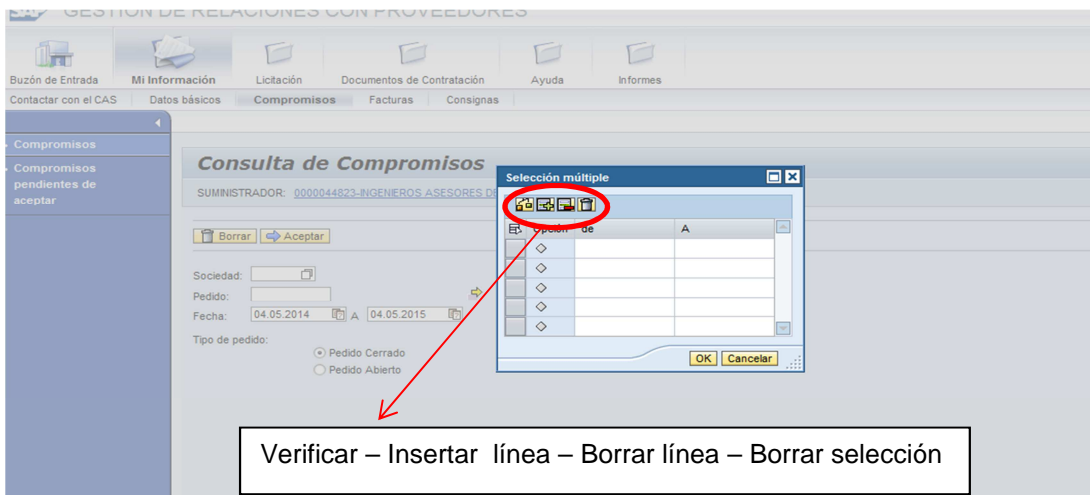 SAP GESTIÓN DE RELACIONES CON PROVEEDORES
Buzón de Entrada Mi Información Licitación Documentos de Contratación Ayuda Informes
Contactar con el CAS Datos básicos Compromisos Facturas Consignas
Compromisos
Compromisos
pendientes de
aceptar
Consulta de Compromisos
SUMINISTRADOR: 0000044823-INGENIEROS ASESORES DE
Borrar Aceptar
Sociedad:
Pedido:
Fecha: 04.05.2014 A 04.05.2015
Tipo de pedido:
Pedido Cerrado
Pedido Abierto
Selección múltiple
Opción de A
OK Cancelar
Verificar – Insertar línea – Borrar línea – Borrar selección